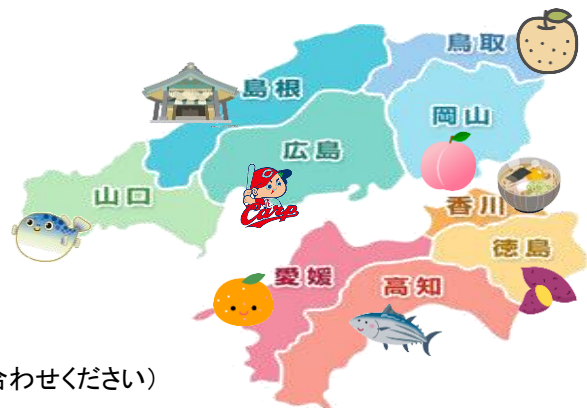 鳥取
島根
岡山
広島
Carp
山口
香川
徳島
愛媛
高知
合わせください）